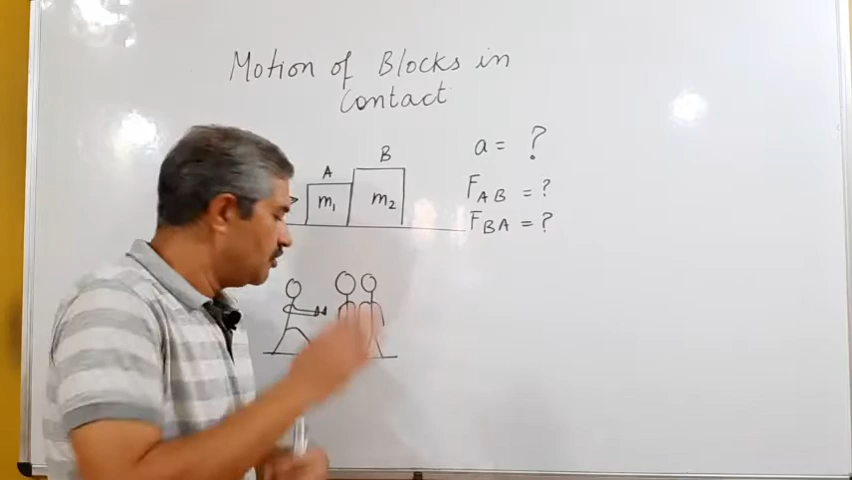 Motion of Blocks in
Contact
A
B
m₁
m₂
a = ?
F_AB = ?
F_BA = ?